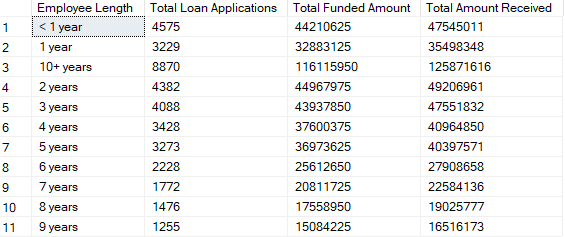 Employee Length Total Loan Applications Total Funded Amount Total Amount Received
1 < 1 year 4575 44210625 47545011
2 1 year 3229 32883125 35498348
3 10+ years 8870 116115950 125871616
4 2 years 4382 44967975 49206961
5 3 years 4088 43937850 47551832
6 4 years 3428 37600375 40964850
7 5 years 3273 36973625 40397571
8 6 years 2228 25612650 27908658
9 7 years 1772 20811725 22584136
10 8 years 1476 17558950 19025777
11 9 years 1255 15084225 16516173